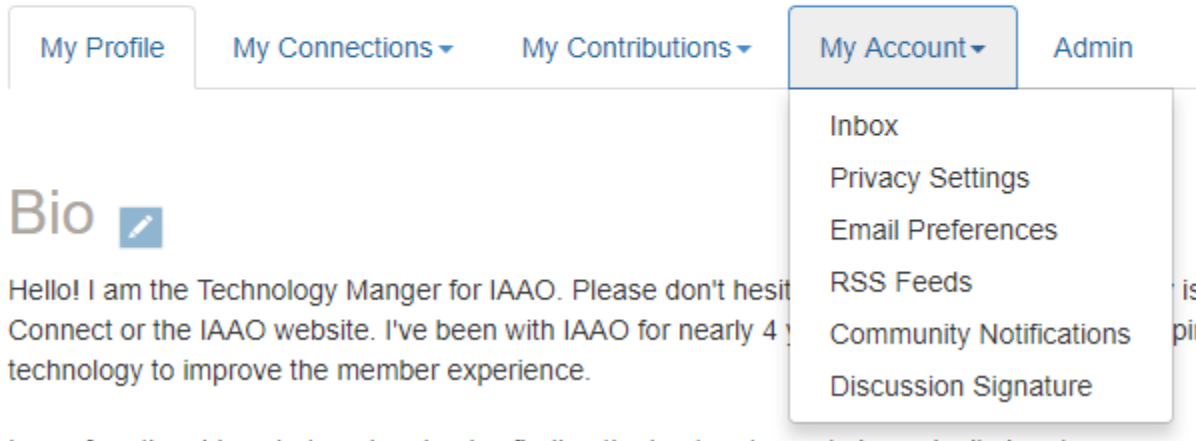 My Profile My Connections My Contributions My Account Admin
Inbox
Privacy Settings
Email Preferences
RSS Feeds
Community Notifications
Discussion Signature
Bio
Hello! I am the Technology Manger for IAAO. Please don't
Connect or the IAAO website. I've been with IAAO for nearly 4
technology to improve the member experience.